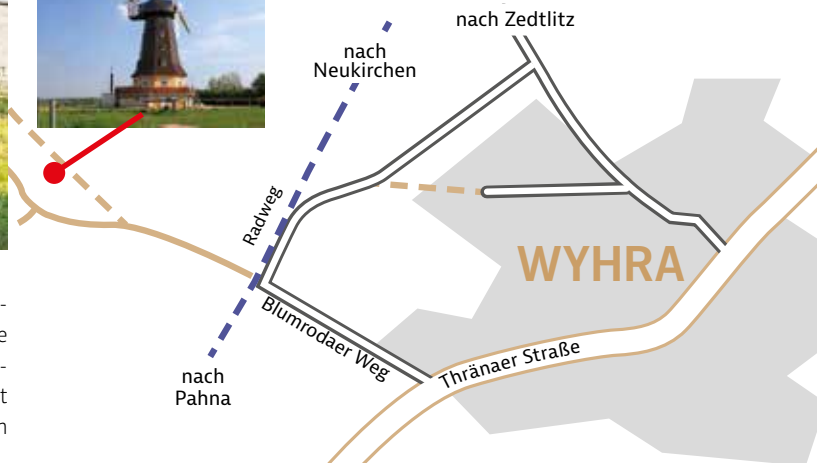 nach Zedtlitz
nach
Neukirchen
Radweg
WYHRA
Blumrodaer Weg
Thränaer Straße
nach
Pahna
-
e
-
t
n